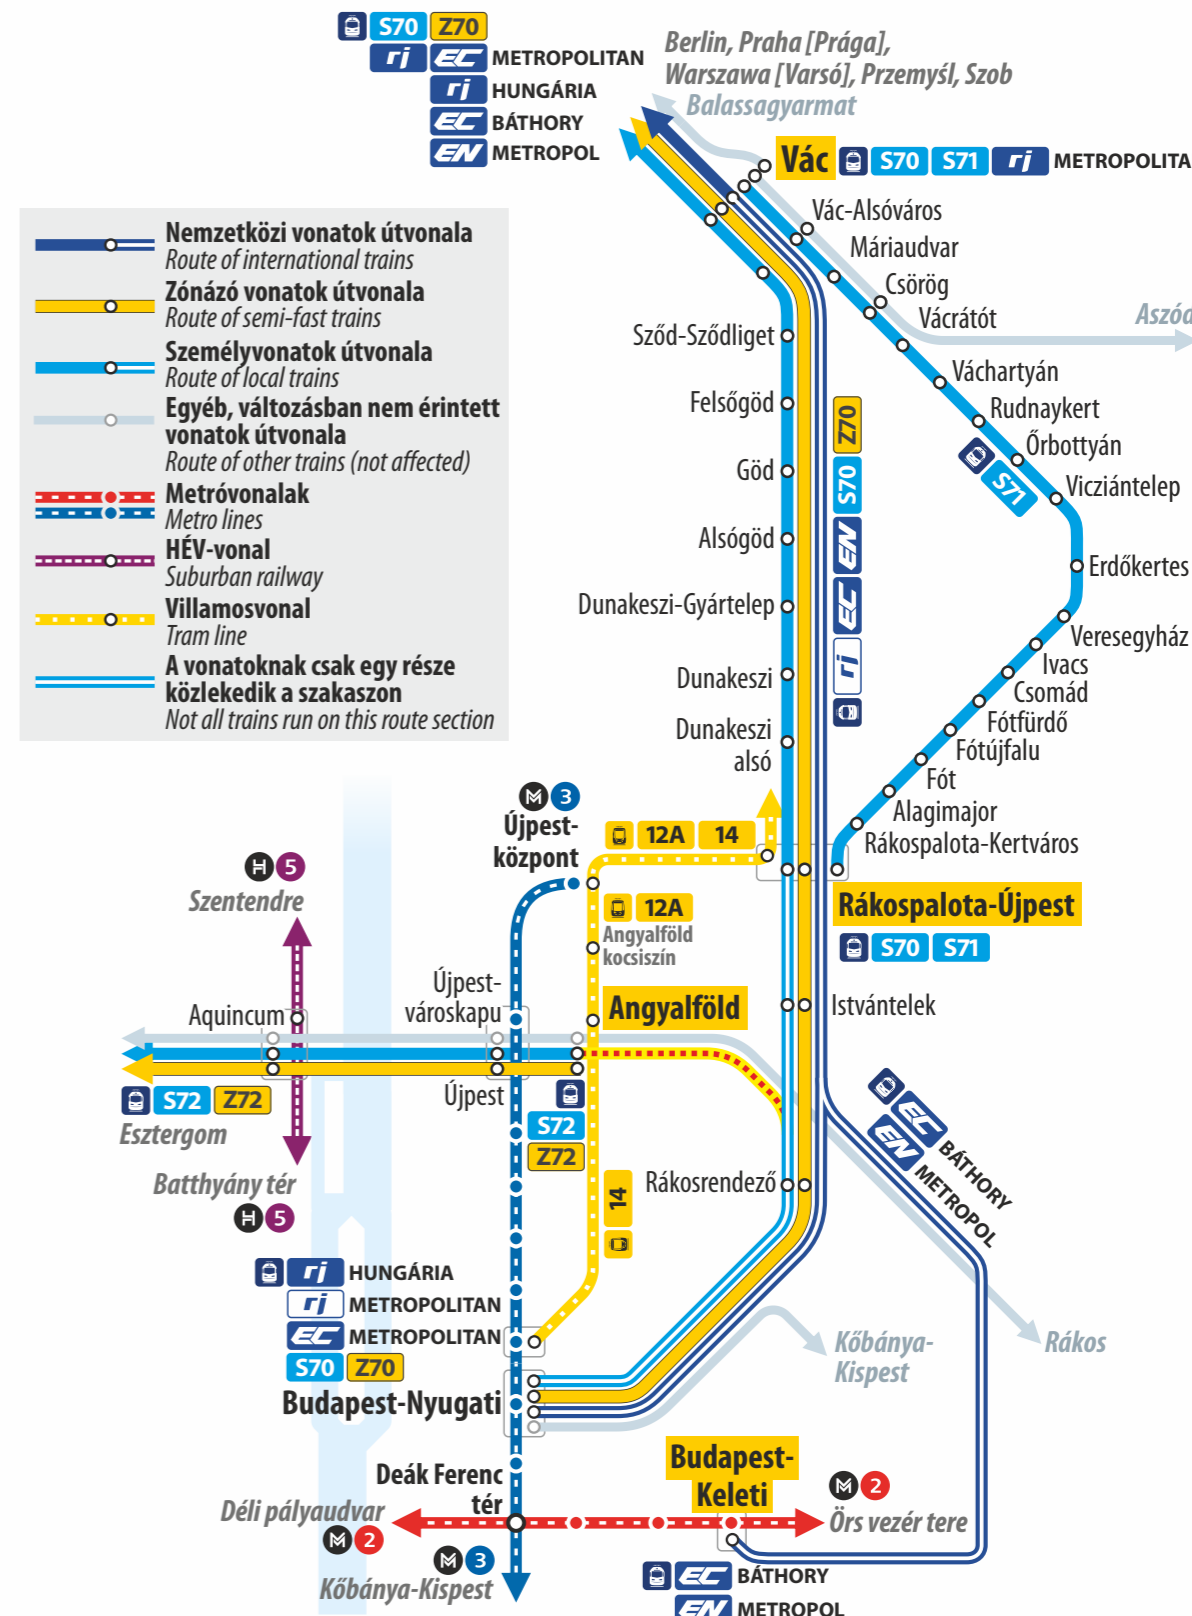 S70 Z70
rj EC METROPOLITAN
rj HUNGÁRIA
EC BÁTHORY
EN METROPOL
Berlin, Praha [Prága],
Warszawa [Varsó], Przemyśl, Szob
Balassagyarmat
Vác S70 S71 rj METROPOLITA
Nemzetközi vonatok útvonala
Route of international trains
Zónázó vonatok útvonala
Route of semi-fast trains
Személyvonatok útvonala
Route of local trains
Egyéb, változásban nem érintett
vonatok útvonala
Route of other trains (not affected)
Metróvonalak
Metro lines
HÉV-vonal
Suburban railway
Villamosvonal
Tram line
A vonatoknak csak egy része
közlekedik a szakaszon
Not all trains run on this route section
Vác-Alsóváros
Máriaudvar
Csörög
Vácrátót
Aszód
Váchartyán
Rudnaykert
Őrbottyán
Vicziántelep
S71
Erdőkertes
Veresegyház
Ivacs
Csomád
Fótfürdő
Fótújfalu
Fót
Alagimajor
Rákospalota-Kertváros
Sződ-Sződliget
Felsőgöd
Göd
Alsógöd
Dunakeszi-Gyártelep
Dunakeszi
Dunakeszi
alsó
rj EC EN S70 Z70
M 3
Újpest-
központ
12A 14
12A
Angyalföld
kocsiszín
Rákospalota-Újpest
S70 S71
H 5
Szentendre
Aquincum
Újpest-
városkapu
Angyalföld
Istvántelek
S72 Z72
Esztergom
Újpest
S72
Z72
Batthyány tér
H 5
14
Rákosrendező
EC BÁTHORY
EN METROPOL
rj HUNGÁRIA
rj METROPOLITAN
EC METROPOLITAN
S70 Z70
Budapest-Nyugati
Kőbánya-
Kispest
Rákos
Deák Ferenc
tér
Budapest-
Keleti
Déli pályaudvar
M 2
M 2
Örs vezér tere
M 3
Kőbánya-Kispest
EC BÁTHORY
EN METROPOL